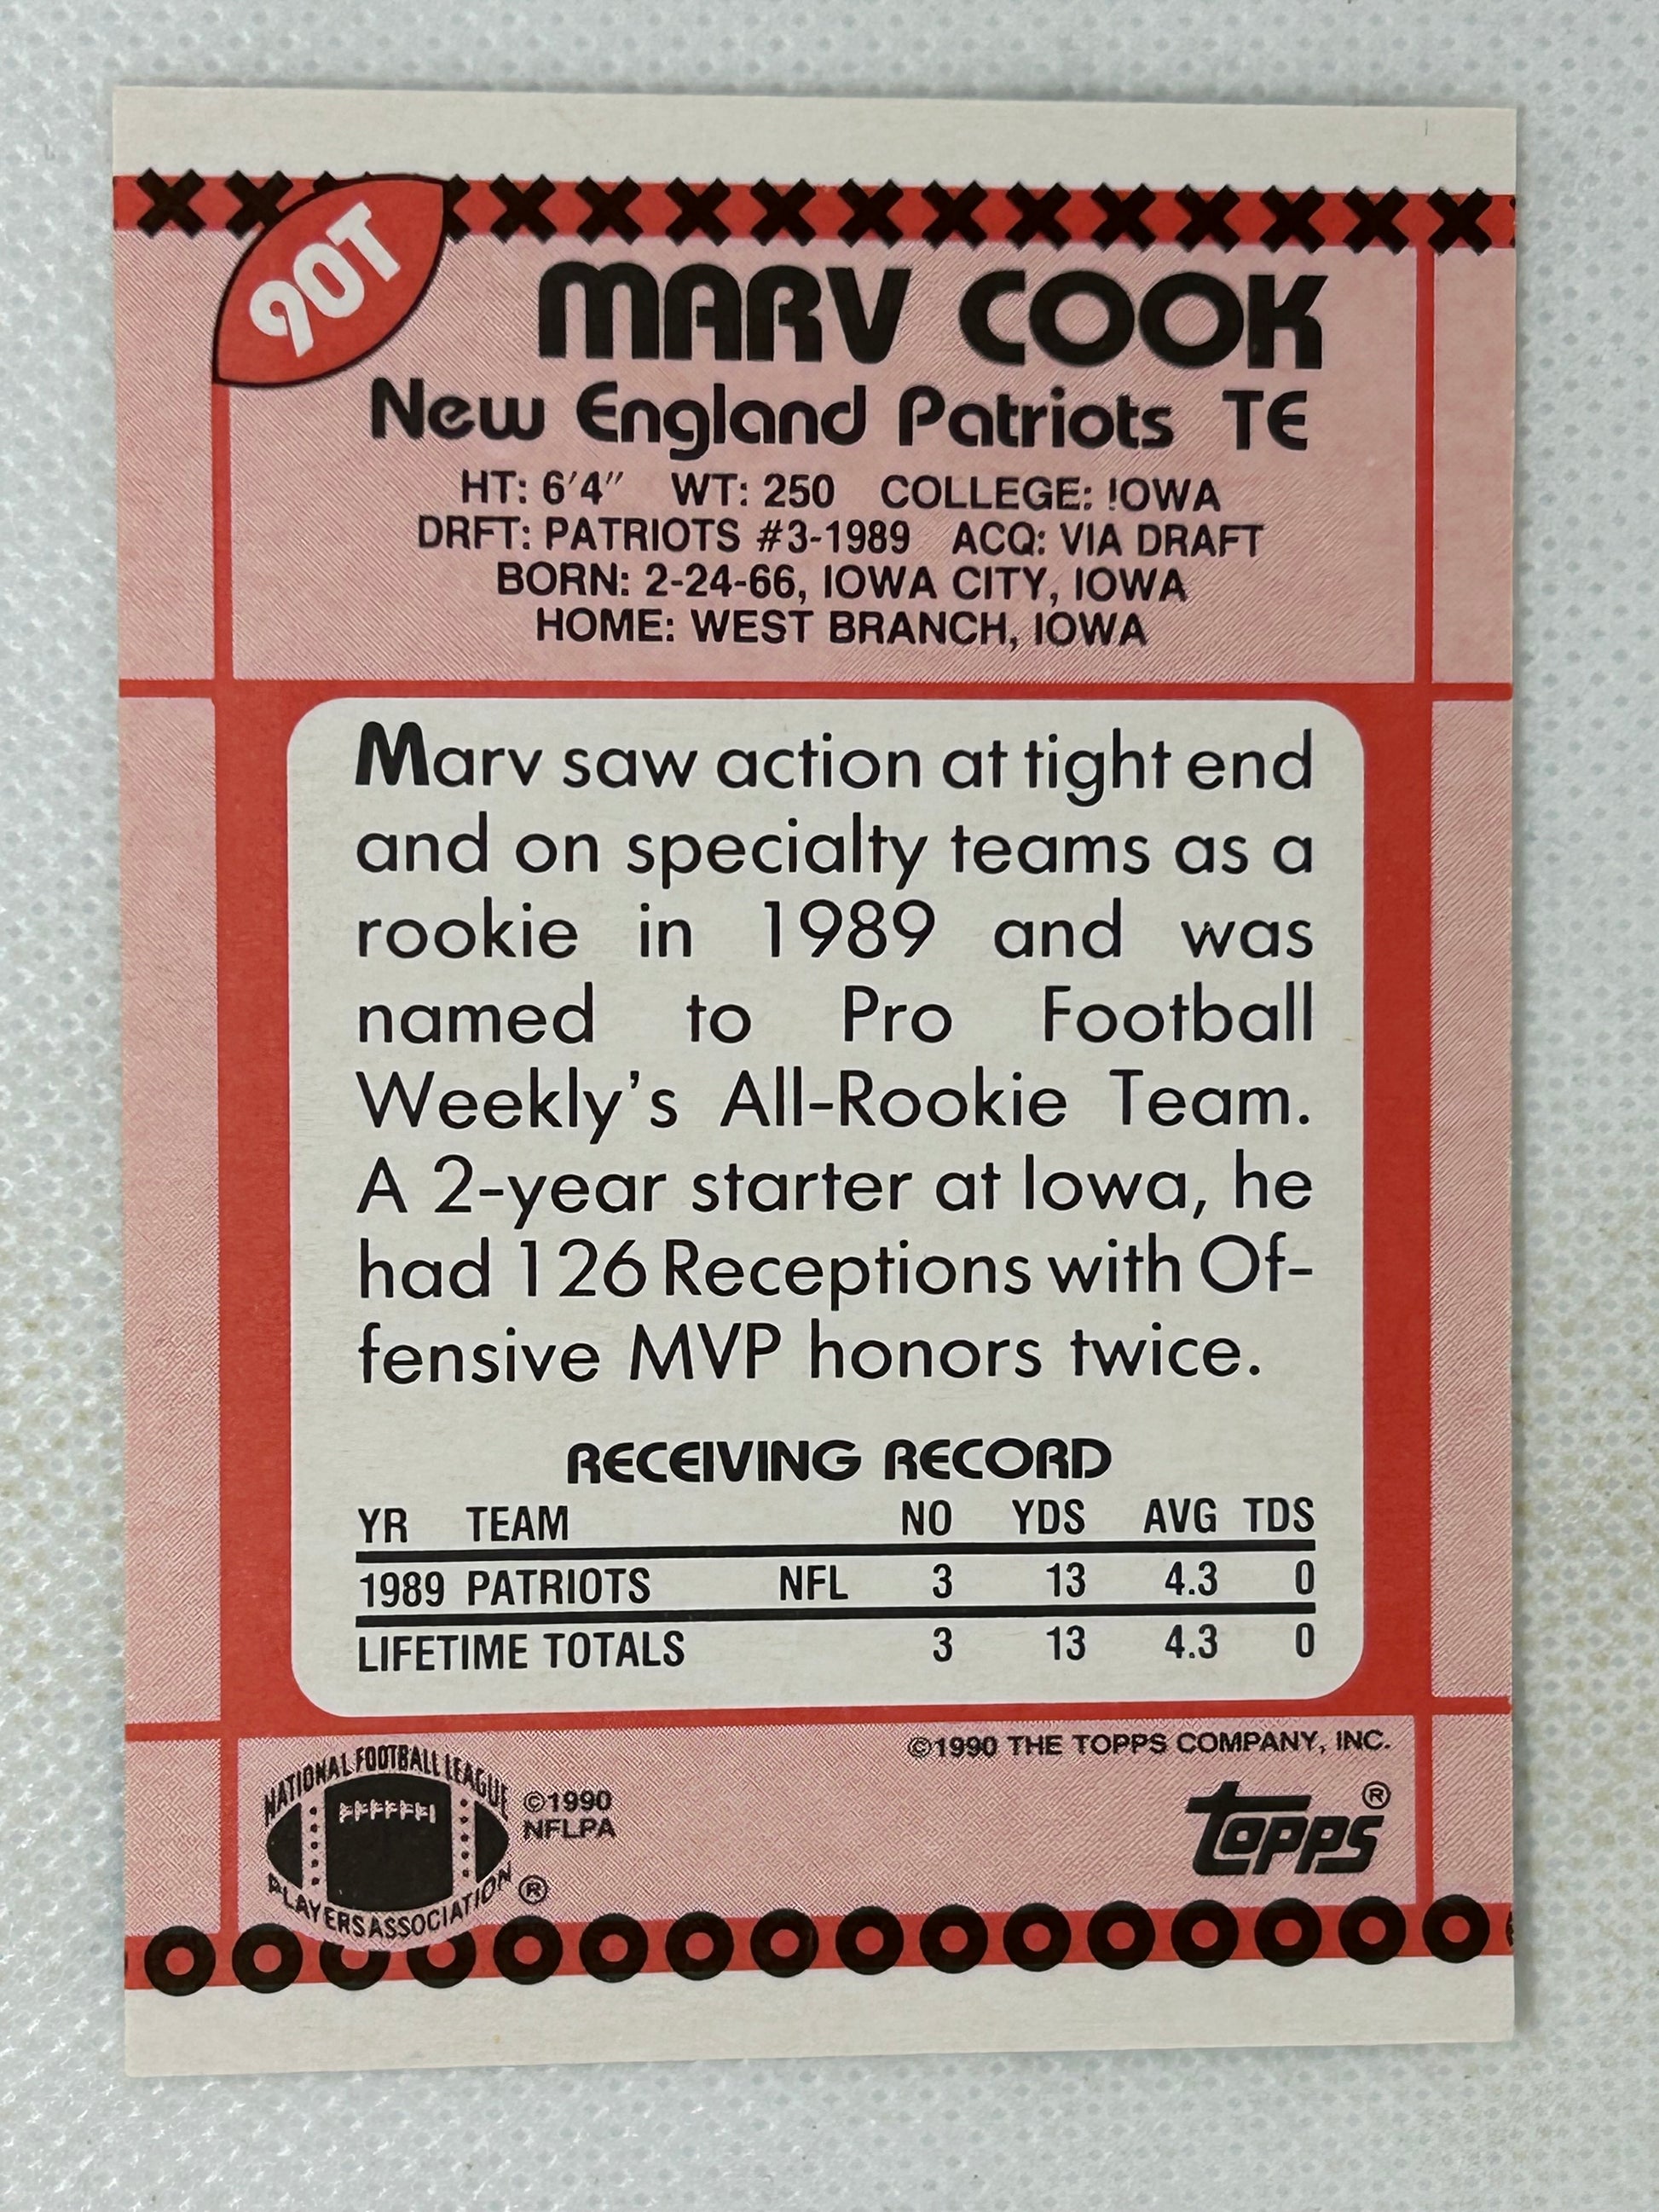 90T
MARV COOK
New England Patriots TE
HT: 6'4" WT: 250 COLLEGE: IOWA
DRFT: PATRIOTS #3-1989 ACQ: VIA DRAFT
BORN: 2-24-66, IOWA CITY, IOWA
HOME: WEST BRANCH, IOWA
Marv saw action at tight end
and on specialty teams as a
rookie in 1989 and was
named to Pro Football
Weekly's All-Rookie Team.
A 2-year starter at Iowa, he
had 126 Receptions with Of-
fensive MVP honors twice.
RECEIVING RECORD
YR TEAM NO YDS AVG TDS
1989 PATRIOTS NFL 3 13 4.3 0
LIFETIME TOTALS 3 13 4.3 0
©1990 THE TOPPS COMPANY, INC.
NATIONAL FOOTBALL LEAGUE
PLAYERS ASSOCIATION ®
©1990
NFLPA
Topps®